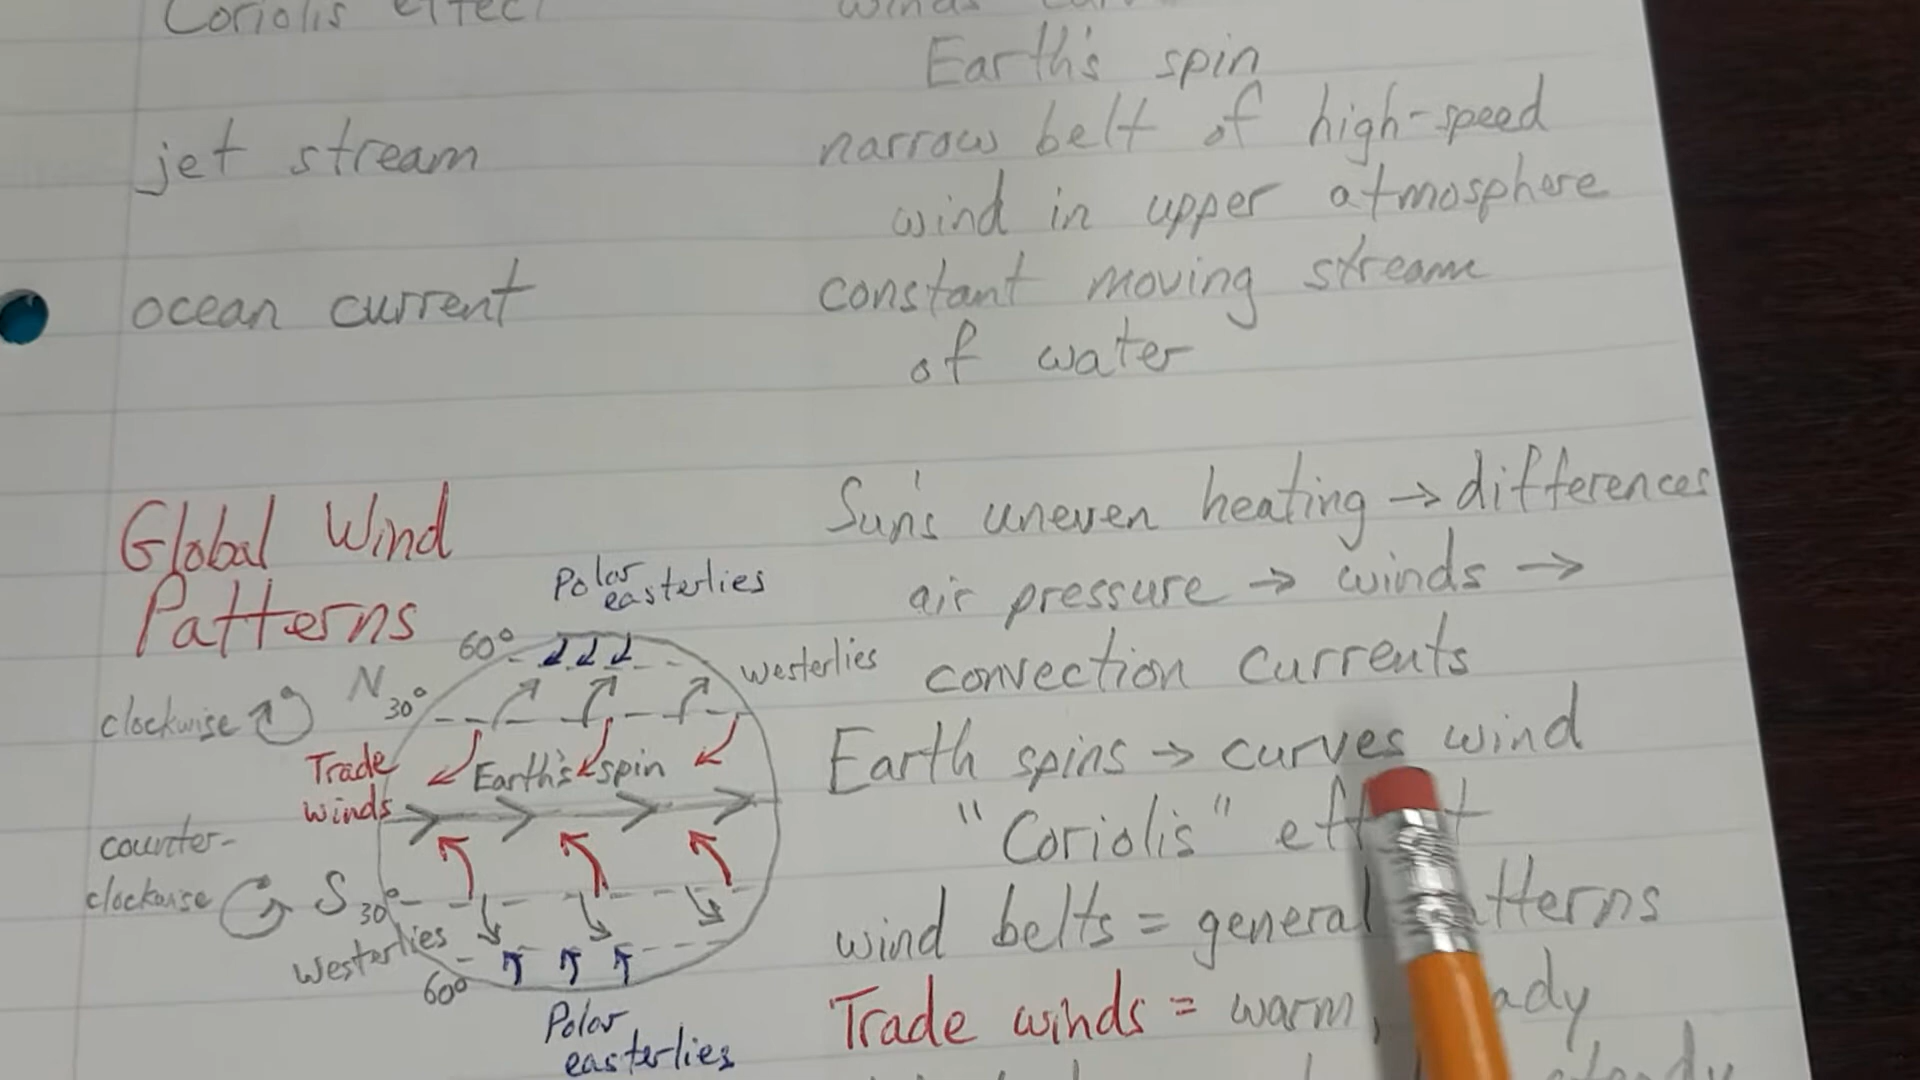 Coriolis effect
Earth's spin
jet stream
narrow belt of high-speed
wind in upper atmosphere
ocean current
constant moving stream
of water
Global Wind
Patterns
Polar
easterlies
60°
westerlies
N 30°
clockwise
Trade
winds
Earth's spin
counter-
clockwise
S 30°
westerlies
60°
Polar
easterlies
Sun's uneven heating → differences
air pressure → winds →
convection currents
Earth spins → curves wind
"Coriolis" effect
wind belts = general patterns
Trade winds = warm,